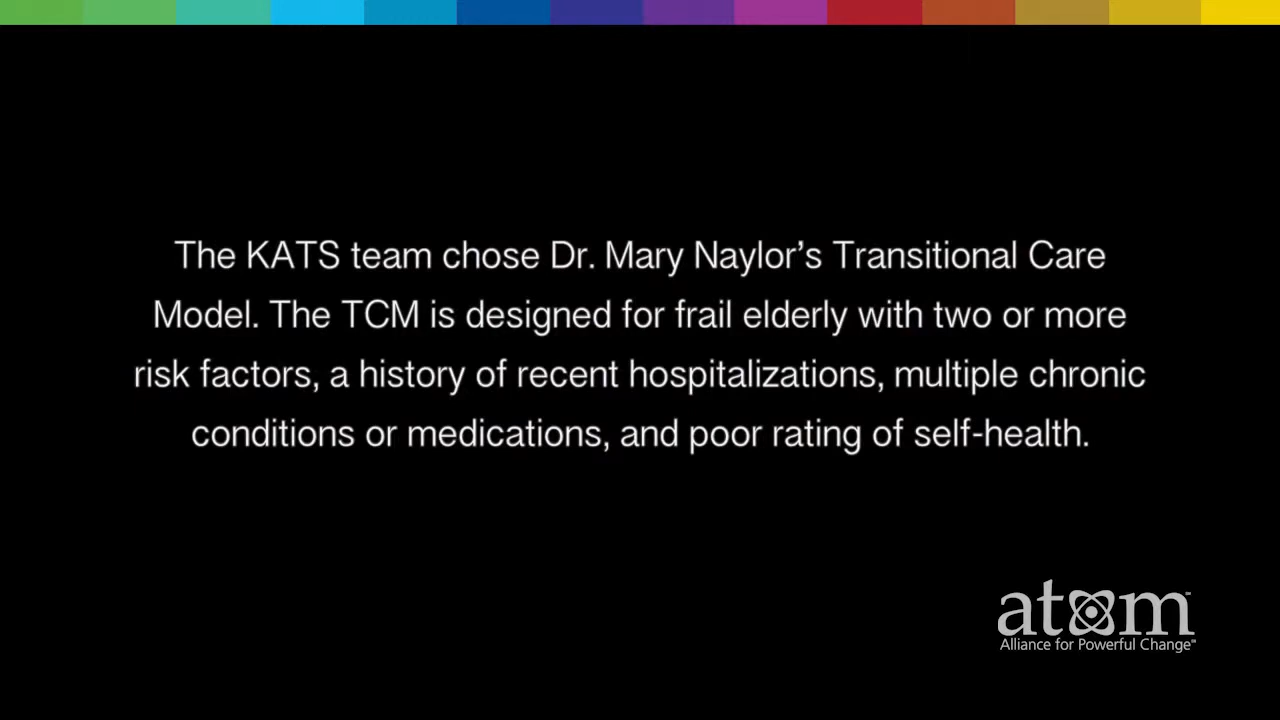 The KATS team chose Dr. Mary Naylor’s Transitional Care
Model. The TCM is designed for frail elderly with two or more
risk factors, a history of recent hospitalizations, multiple chronic
conditions or medications, and poor rating of self-health.
atom™
Alliance for Powerful Change™